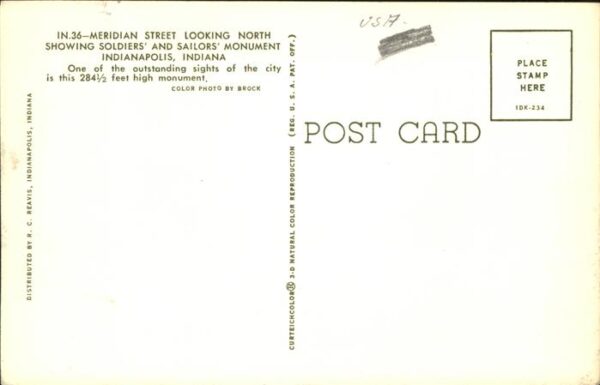 IN.36—MERIDIAN STREET LOOKING NORTH
SHOWING SOLDIERS' AND SAILORS' MONUMENT
INDIANAPOLIS, INDIANA
One of the outstanding sights of the city
is this 284½ feet high monument.
COLOR PHOTO BY BROCK
DISTRIBUTED BY R. C. REAVIS, INDIANAPOLIS, INDIANA
CURTEICHCOLOR® 3-D NATURAL COLOR REPRODUCTION (REG. U. S. A. PAT. OFF.)
USA
POST CARD
PLACE
STAMP
HERE
1DK-234